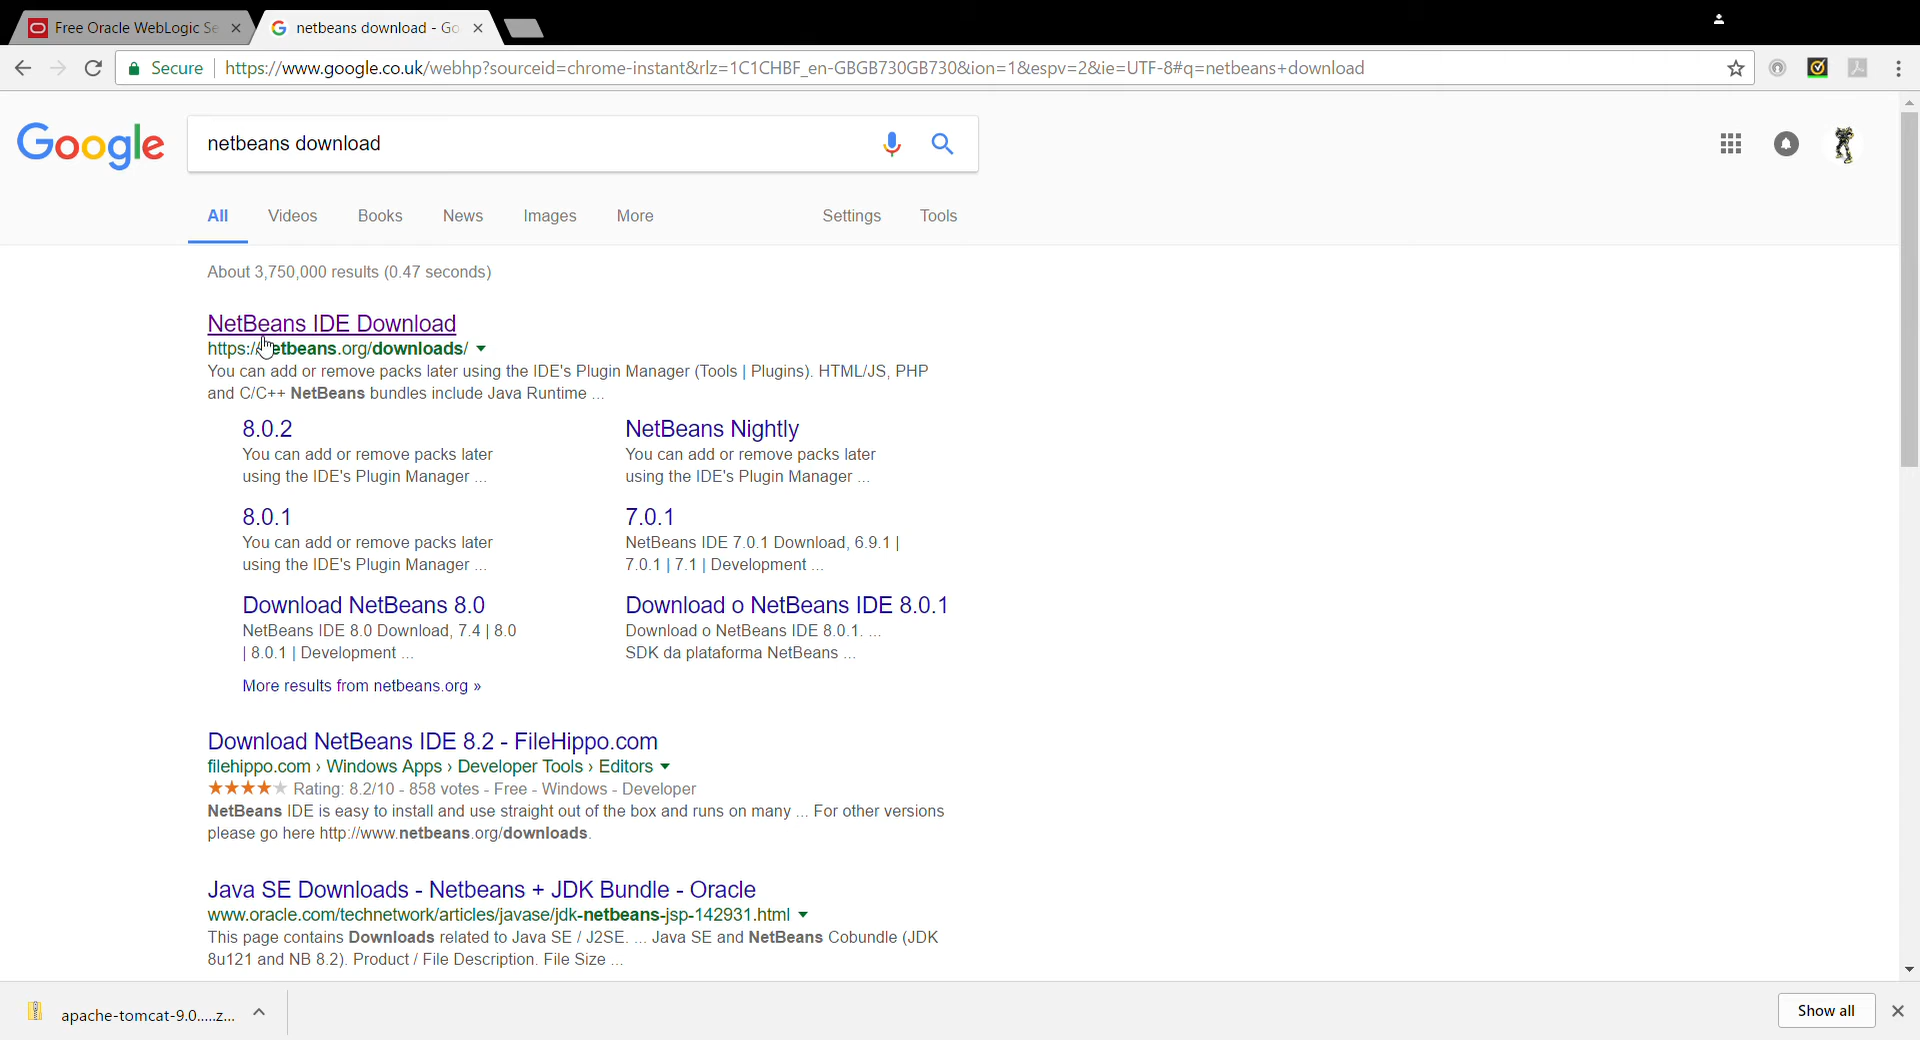 Free Oracle WebLogic Se
netbeans download - Go
Secure
https://www.google.co.uk/webhp?sourceid=chrome-instant&rlz=1C1CHBF_en-GBGB730GB730&ion=1&espv=2&ie=UTF-8#q=netbeans+download
Google
netbeans download
All Videos Books News Images More Settings Tools
About 3,750,000 results (0.47 seconds)
NetBeans IDE Download
https://netbeans.org/downloads/
You can add or remove packs later using the IDE's Plugin Manager (Tools | Plugins). HTML/JS, PHP
and C/C++ NetBeans bundles include Java Runtime ...
8.0.2
You can add or remove packs later
using the IDE's Plugin Manager ...
NetBeans Nightly
You can add or remove packs later
using the IDE's Plugin Manager ...
8.0.1
You can add or remove packs later
using the IDE's Plugin Manager ...
7.0.1
NetBeans IDE 7.0.1 Download, 6.9.1 |
7.0.1 | 7.1 | Development ...
Download NetBeans 8.0
NetBeans IDE 8.0 Download, 7.4 | 8.0
| 8.0.1 | Development ...
Download o NetBeans IDE 8.0.1
Download o NetBeans IDE 8.0.1. ...
SDK da plataforma NetBeans ...
More results from netbeans.org »
Download NetBeans IDE 8.2 - FileHippo.com
filehippo.com › Windows Apps › Developer Tools › Editors
Rating: 8.2/10 - 858 votes - Free - Windows - Developer
NetBeans IDE is easy to install and use straight out of the box and runs on many ... For other versions
please go here http://www.netbeans.org/downloads.
Java SE Downloads - Netbeans + JDK Bundle - Oracle
www.oracle.com/technetwork/articles/javase/jdk-netbeans-jsp-142931.html
This page contains Downloads related to Java SE / J2SE. ... Java SE and NetBeans Cobundle (JDK
8u121 and NB 8.2). Product / File Description. File Size ...
apache-tomcat-9.0.....z...
Show all